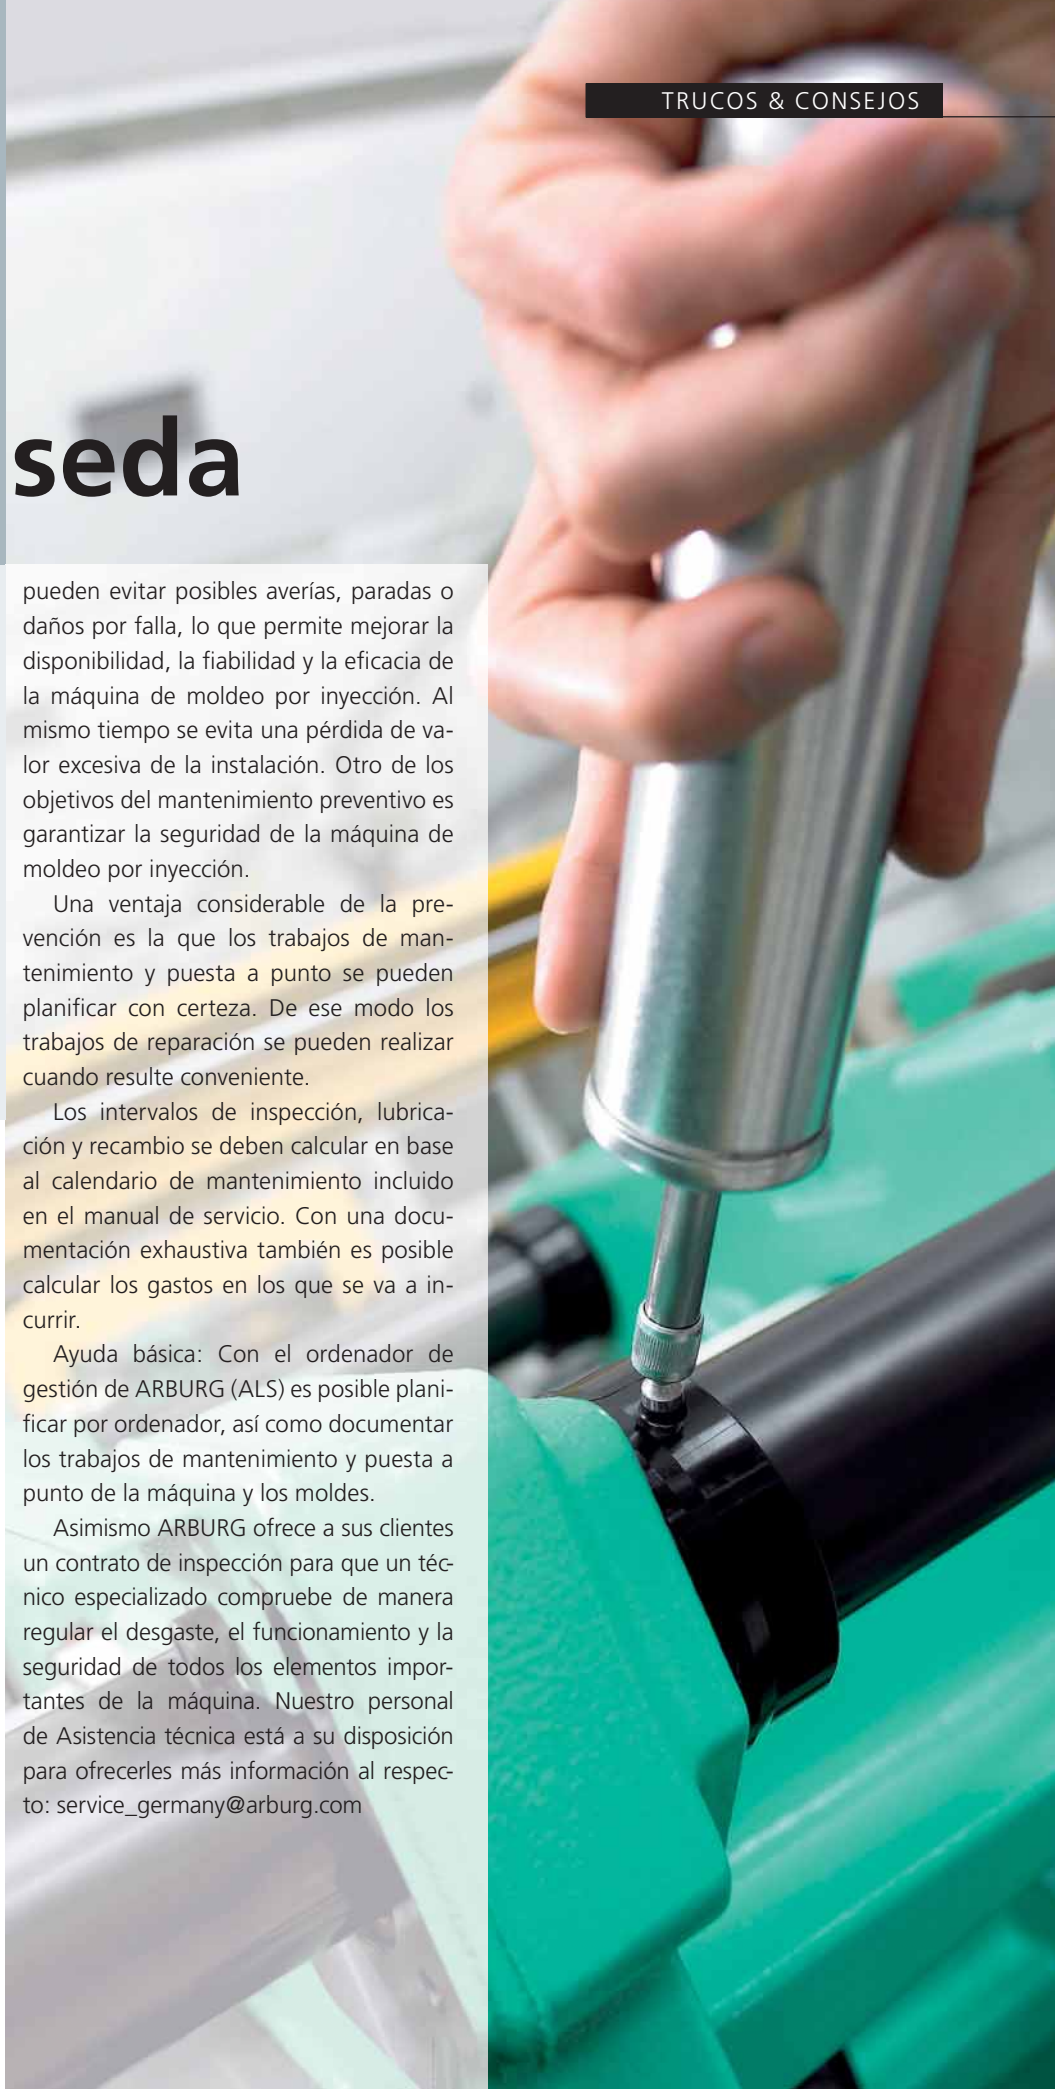 TRUCOS & CONSEJOS
seda
pueden evitar posibles averías, paradas o
daños por falla, lo que permite mejorar la
disponibilidad, la fiabilidad y la eficacia de
la máquina de moldeo por inyección. Al
mismo tiempo se evita una pérdida de va-
lor excesiva de la instalación. Otro de los
objetivos del mantenimiento preventivo es
garantizar la seguridad de la máquina de
moldeo por inyección.
Una ventaja considerable de la pre-
vención es la que los trabajos de man-
tenimiento y puesta a punto se pueden
planificar con certeza. De ese modo los
trabajos de reparación se pueden realizar
cuando resulte conveniente.
Los intervalos de inspección, lubrica-
ción y recambio se deben calcular en base
al calendario de mantenimiento incluido
en el manual de servicio. Con una docu-
mentación exhaustiva también es posible
calcular los gastos en los que se va a in-
currir.
Ayuda básica: Con el ordenador de
gestión de ARBURG (ALS) es posible plani-
ficar por ordenador, así como documentar
los trabajos de mantenimiento y puesta a
punto de la máquina y los moldes.
Asimismo ARBURG ofrece a sus clientes
un contrato de inspección para que un téc-
nico especializado compruebe de manera
regular el desgaste, el funcionamiento y la
seguridad de todos los elementos impor-
tantes de la máquina. Nuestro personal
de Asistencia técnica está a su disposición
para ofrecerles más información al respec-
to: service_germany@arburg.com